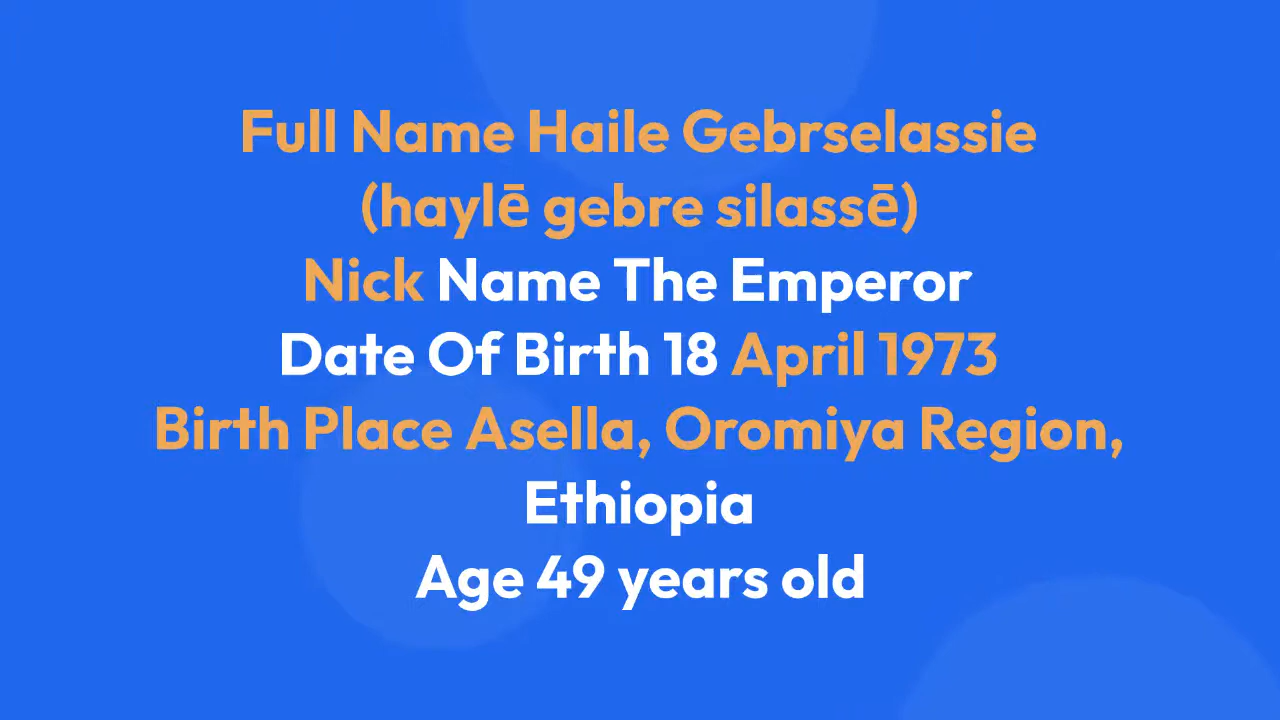 Full Name Haile Gebrselassie
(haylē gebre silassē)
Nick Name The Emperor
Date Of Birth 18 April 1973
Birth Place Asella, Oromiya Region,
Ethiopia
Age 49 years old